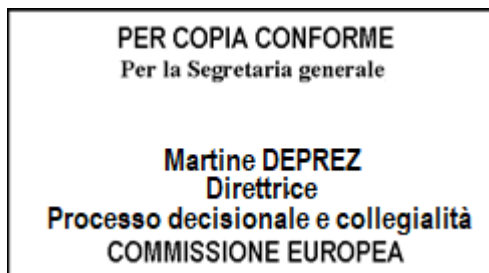 PER COPIA CONFORME
Per la Segretaria generale
Martine DEPREZ
Direttrice
Processo decisionale e collegialità
COMMISSIONE EUROPEA